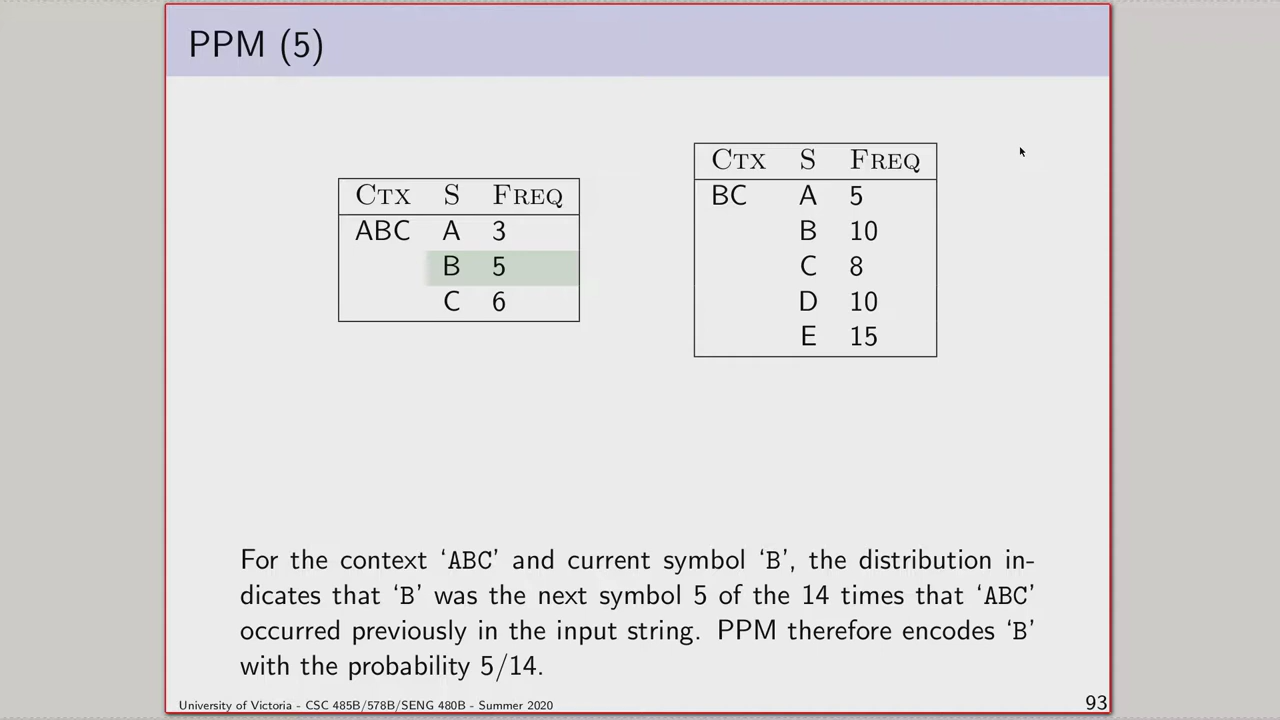 PPM (5)
CTX S FREQ
ABC A 3
B 5
C 6
CTX S FREQ
BC A 5
B 10
C 8
D 10
E 15
For the context ‘ABC’ and current symbol ‘B’, the distribution in-
dicates that ‘B’ was the next symbol 5 of the 14 times that ‘ABC’
occurred previously in the input string. PPM therefore encodes ‘B’
with the probability 5/14.
University of Victoria - CSC 485B/578B/SENG 480B - Summer 2020
93